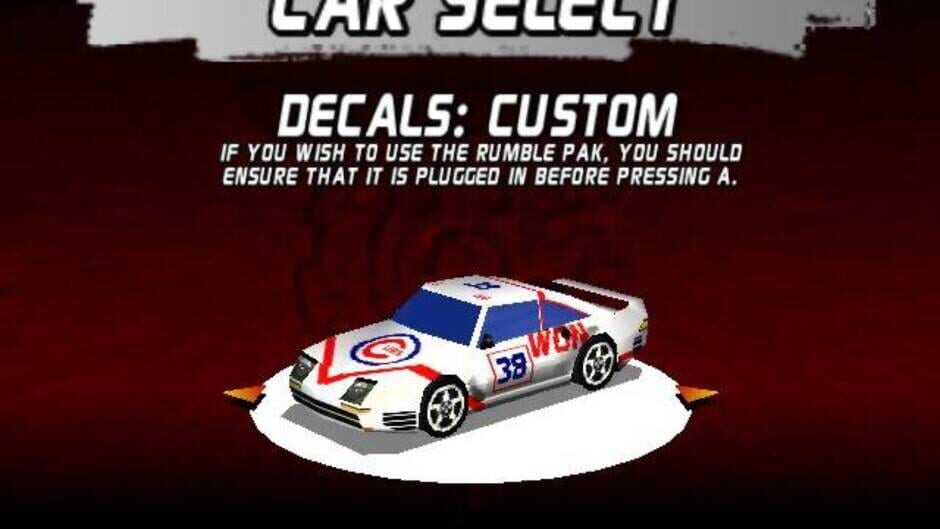 CAR SELECT
DECALS: CUSTOM
IF YOU WISH TO USE THE RUMBLE PAK, YOU SHOULD
ENSURE THAT IT IS PLUGGED IN BEFORE PRESSING A.
38
WON